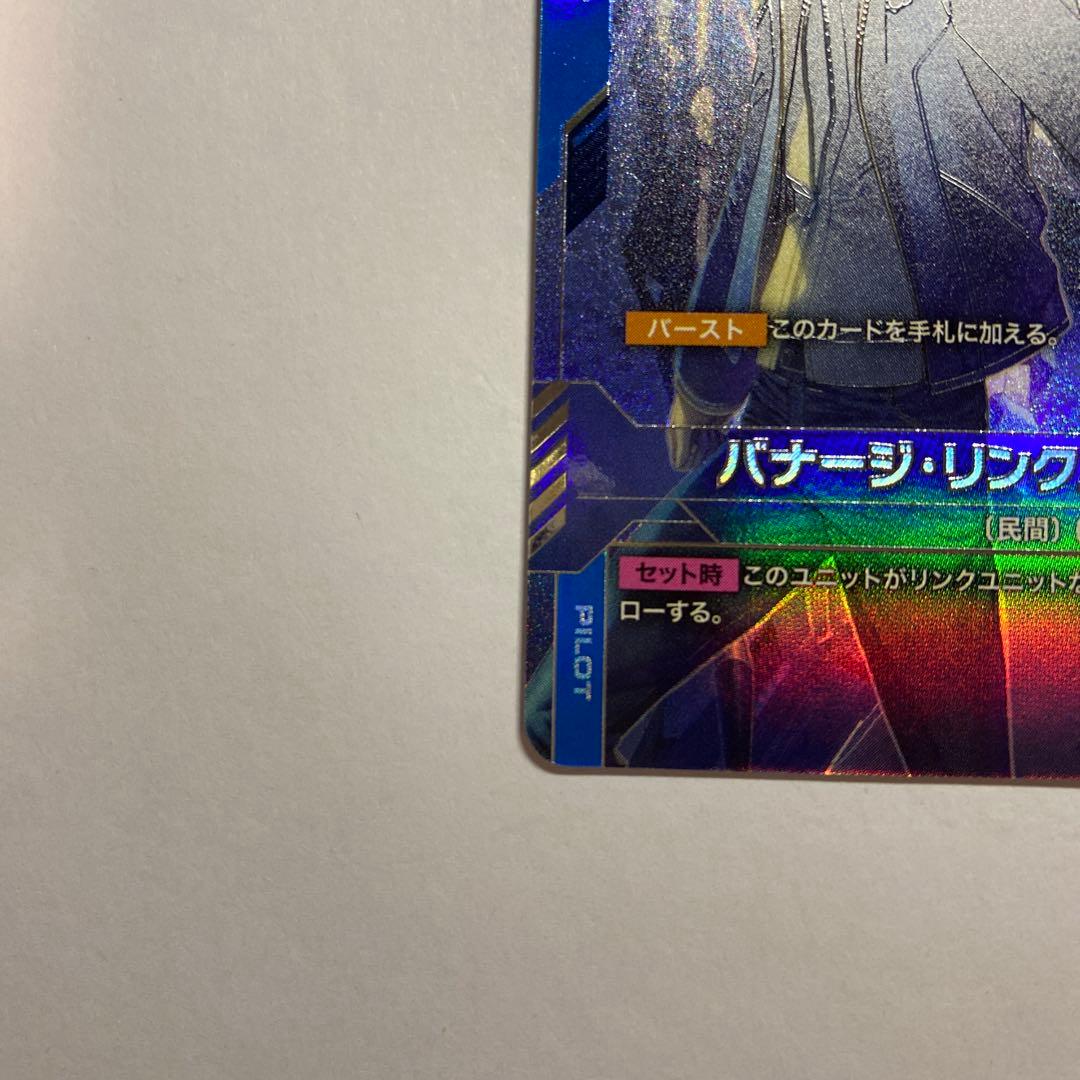 バースト このカードを手札に加える。
バナージ・リンク
〔民間〕
セット時 このユニットがリンクユニット
ローする。
PILOT